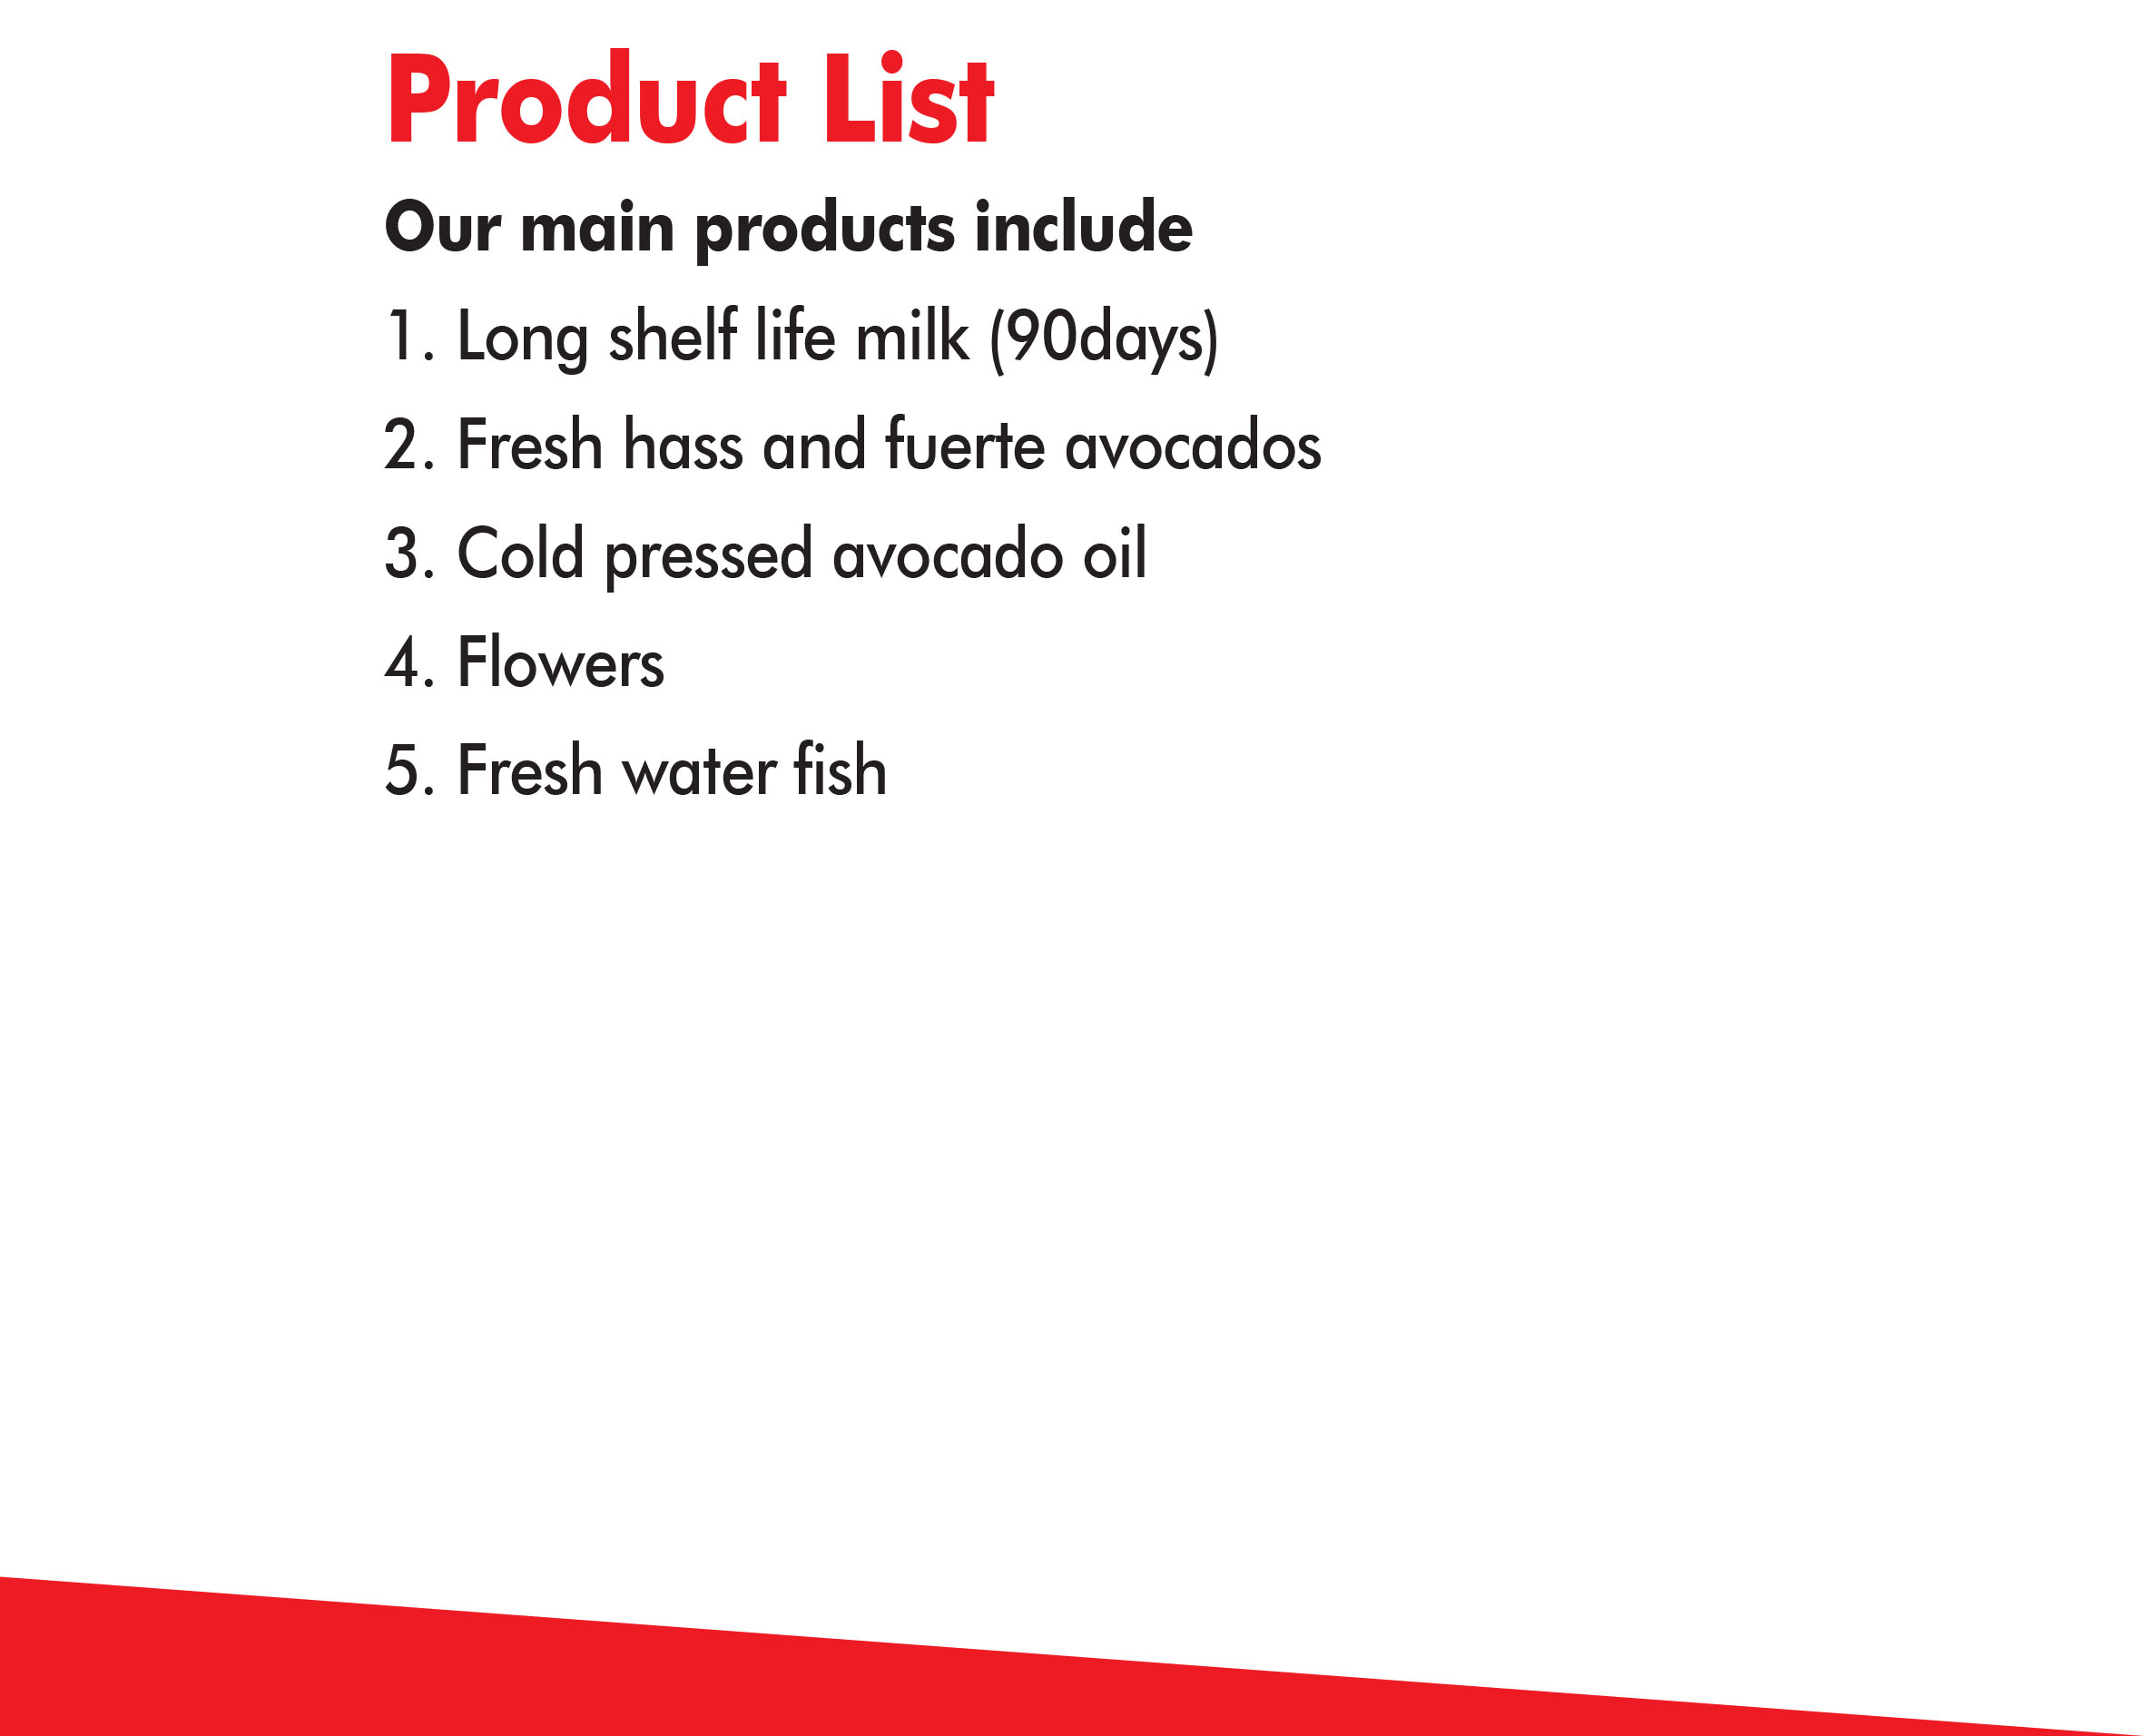 Product List
Our main products include
1. Long shelf life milk (90days)
2. Fresh hass and fuerte avocados
3. Cold pressed avocado oil
4. Flowers
5. Fresh water fish